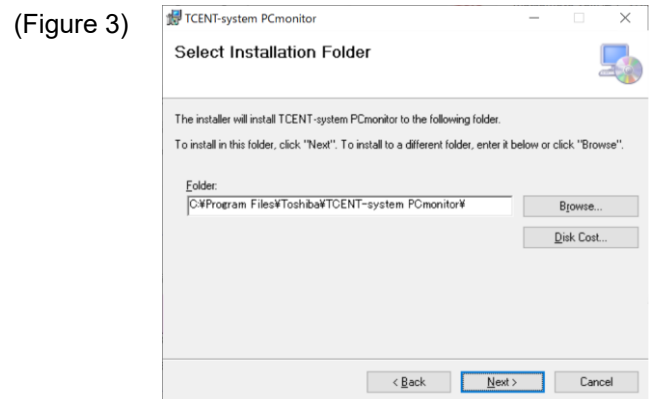 (Figure 3)
TCENT-system PCmonitor
Select Installation Folder
The installer will install TCENT-system PCmonitor to the following folder.
To install in this folder, click "Next". To install to a different folder, enter it below or click "Browse".
Folder:
C:¥Program Files¥Toshiba¥TCENT-system PCmonitor¥
Browse...
Disk Cost...
< Back
Next >
Cancel